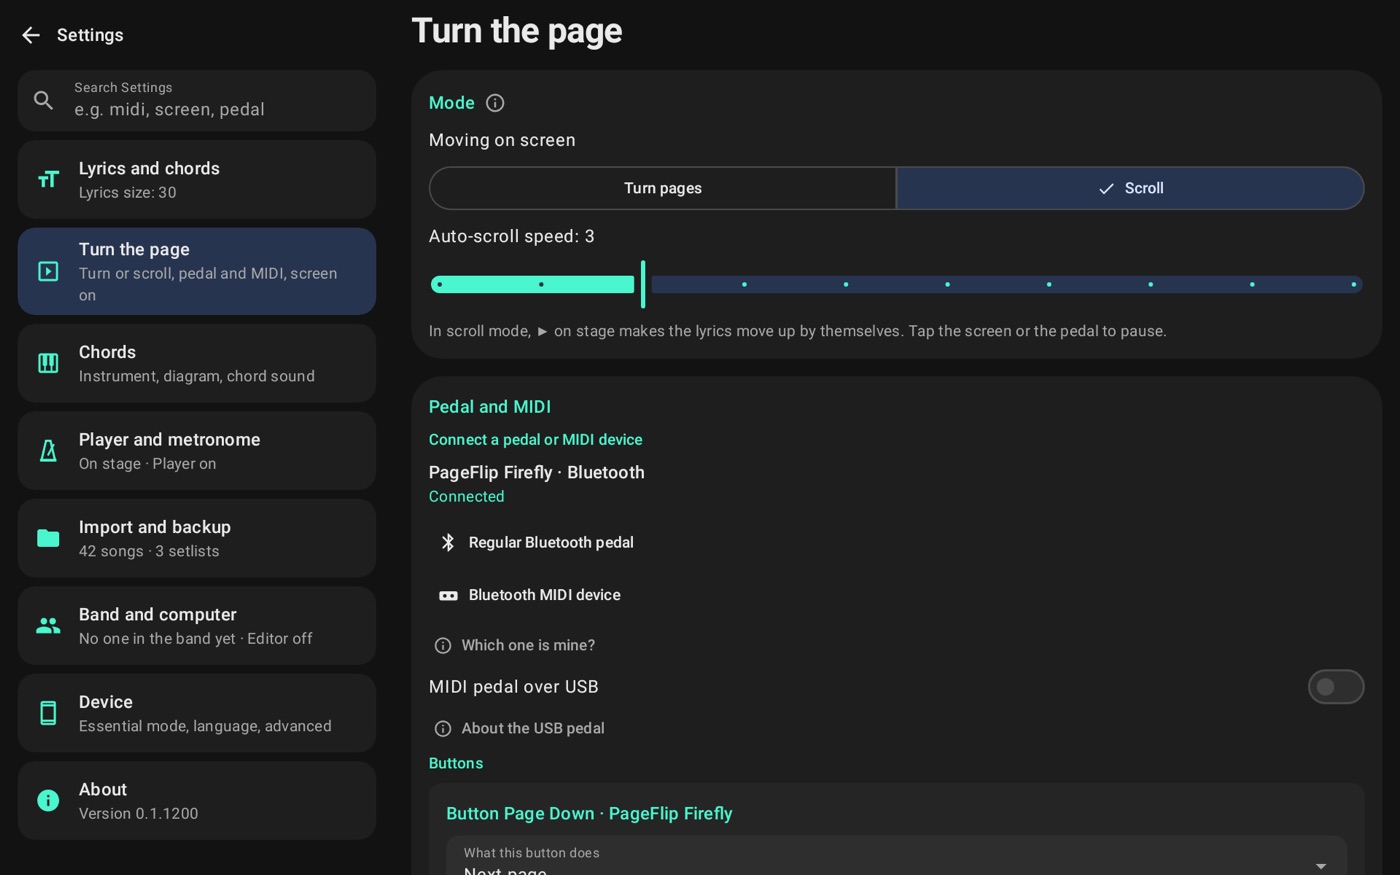 Settings
Search Settings
e.g. midi, screen, pedal
Lyrics and chords
Lyrics size: 30
Turn the page
Turn or scroll, pedal and MIDI, screen
on
Chords
Instrument, diagram, chord sound
Player and metronome
On stage · Player on
Import and backup
42 songs · 3 setlists
Band and computer
No one in the band yet · Editor off
Device
Essential mode, language, advanced
About
Version 0.1.1200
Turn the page
Mode
Moving on screen
Turn pages
Scroll
Auto-scroll speed: 3
In scroll mode, ► on stage makes the lyrics move up by themselves. Tap the screen or the pedal to pause.
Pedal and MIDI
Connect a pedal or MIDI device
PageFlip Firefly · Bluetooth
Connected
Regular Bluetooth pedal
Bluetooth MIDI device
Which one is mine?
MIDI pedal over USB
About the USB pedal
Buttons
Button Page Down · PageFlip Firefly
What this button does
Next page